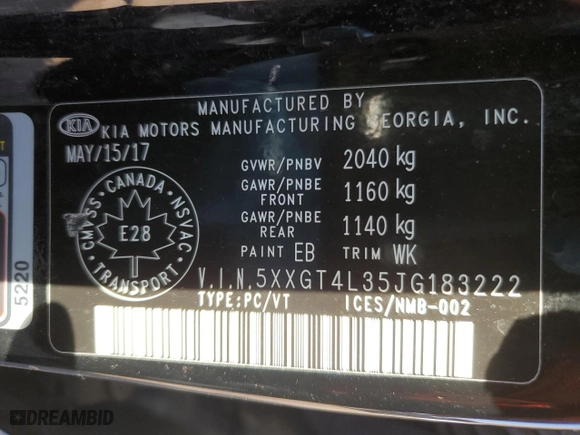 MANUFACTURED BY
KIA KIA MOTORS MANUFACTURING GEORGIA, INC.
MAY/15/17
GVWR/PNBV 2040 kg
GAWR/PNBE FRONT 1160 kg
GAWR/PNBE REAR 1140 kg
PAINT EB TRIM WK
V.I.N.5XXGT4L35JG183222
TYPE:PC/VT ICES/NMB-002
CANADA
CMVSS NSVAC
E28
TRANSPORT
5220
DREAMBID